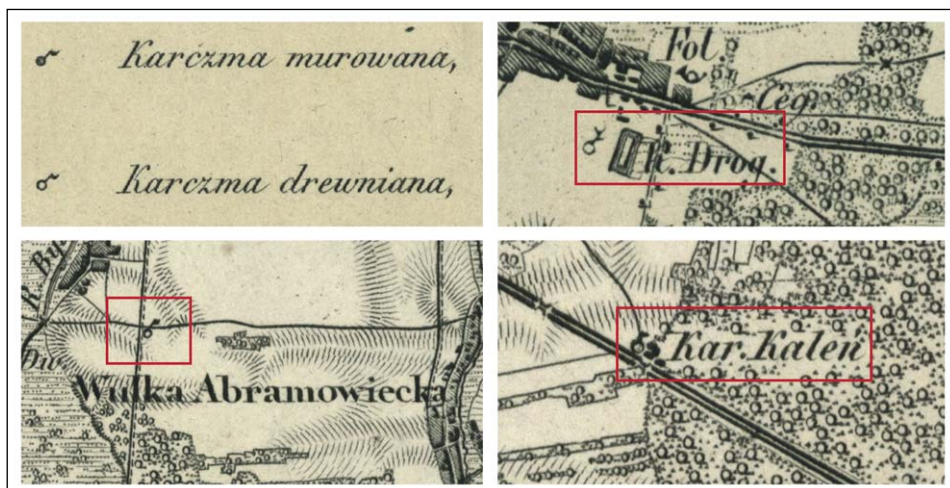 Karczma murowana,
Karczma drewniana,
Fol.
Ceg.
K. Drog.
Wulka Abramowiecka
Kar. Kaleń